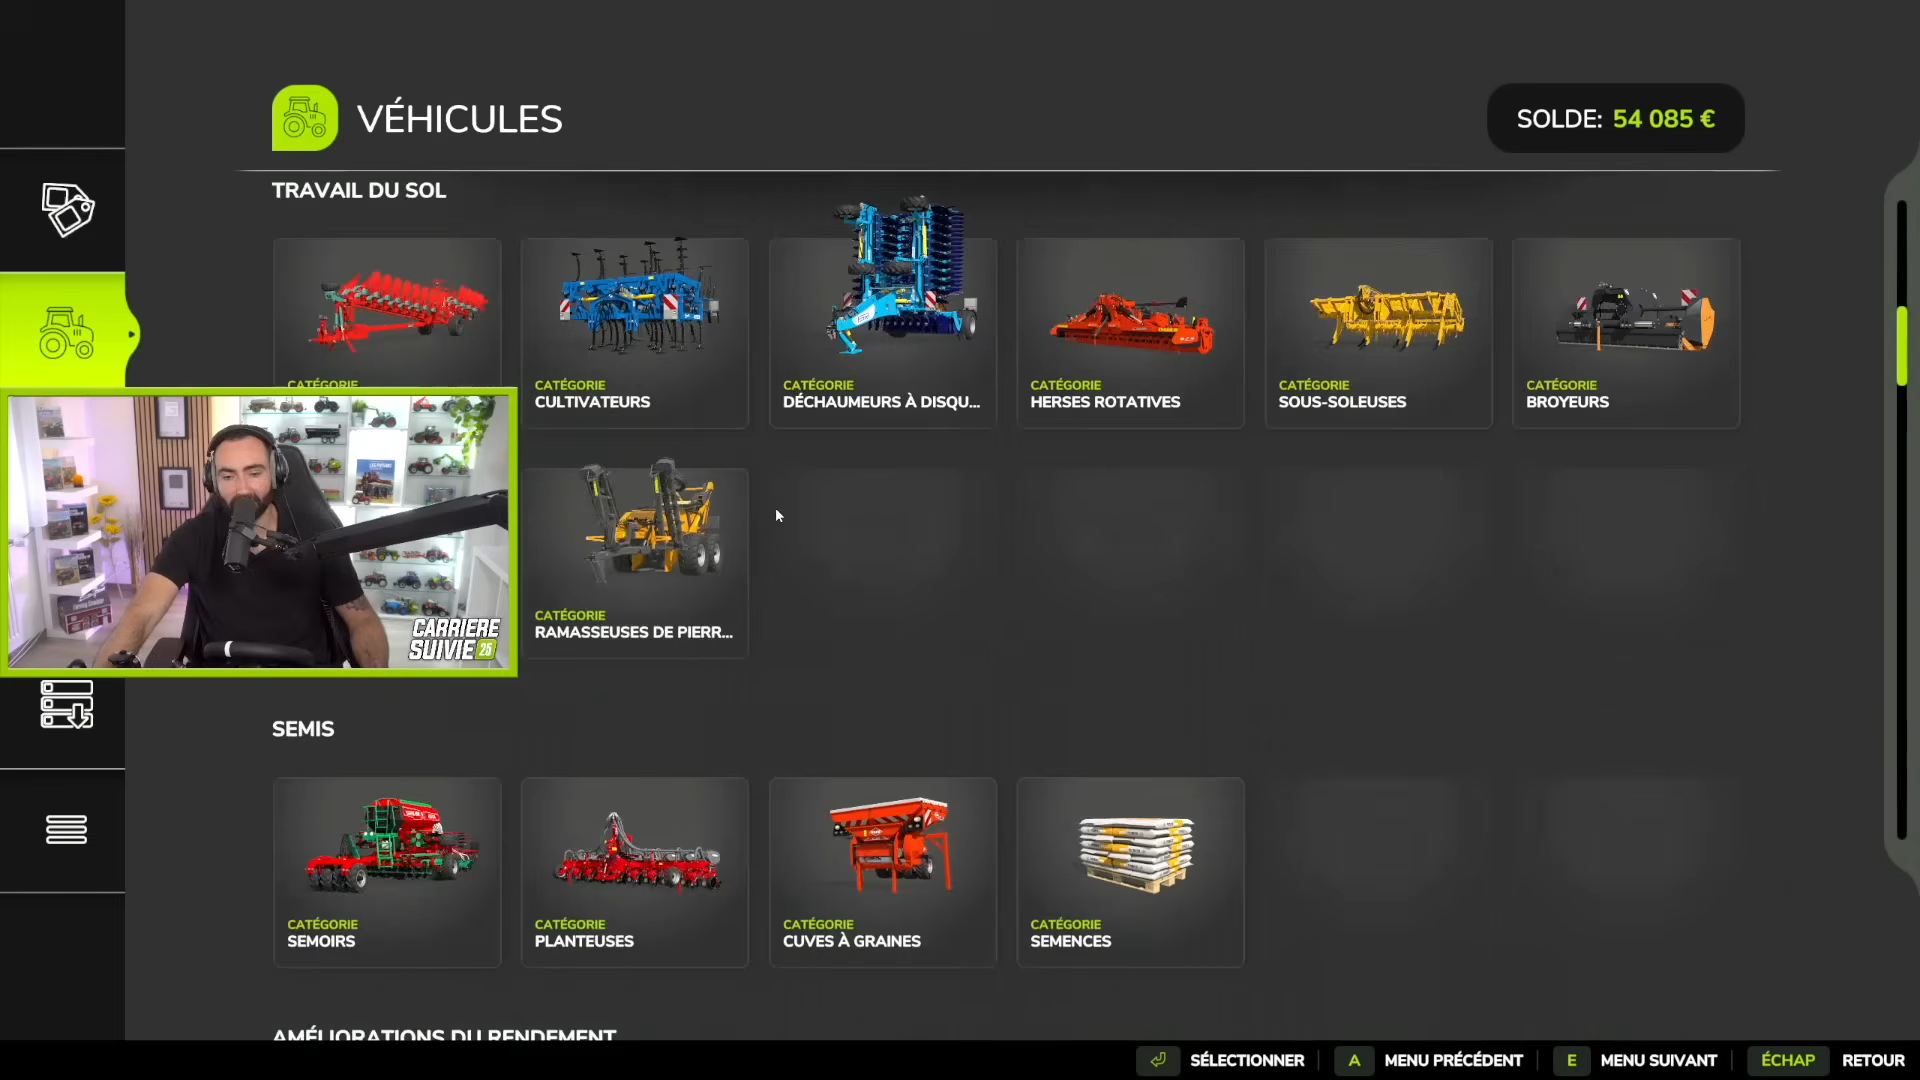 VÉHICULES
SOLDE: 54 085 €
TRAVAIL DU SOL
CATÉGORIE
CATÉGORIE
CULTIVATEURS
CATÉGORIE
DÉCHAUMEURS À DISQU...
CATÉGORIE
HERSES ROTATIVES
CATÉGORIE
SOUS-SOLEUSES
CATÉGORIE
BROYEURS
CATÉGORIE
RAMASSEUSES DE PIERR...
CARRIERE
SUIVIE 25
SEMIS
CATÉGORIE
SEMOIRS
CATÉGORIE
PLANTEUSES
CATÉGORIE
CUVES À GRAINES
CATÉGORIE
SEMENCES
AMÉLIORATIONS DU RENDEMENT
SÉLECTIONNER
A MENU PRÉCÉDENT
E MENU SUIVANT
ÉCHAP RETOUR